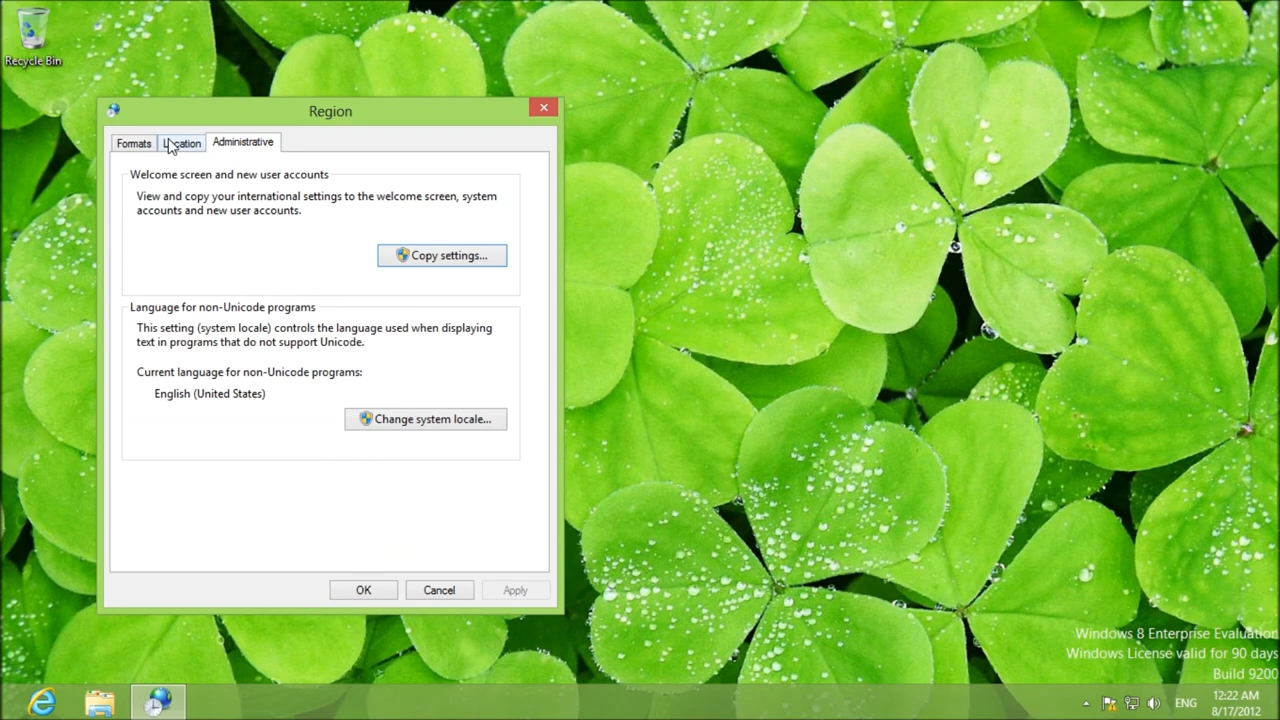 Recycle Bin
Region
Formats
Location
Administrative
Welcome screen and new user accounts
View and copy your international settings to the welcome screen, system
accounts and new user accounts.
Copy settings...
Language for non-Unicode programs
This setting (system locale) controls the language used when displaying
text in programs that do not support Unicode.
Current language for non-Unicode programs:
English (United States)
Change system locale...
OK
Cancel
Apply
Windows 8 Enterprise Evaluation
Windows License valid for 90 days
Build 9200
ENG
12:22 AM
8/17/2012